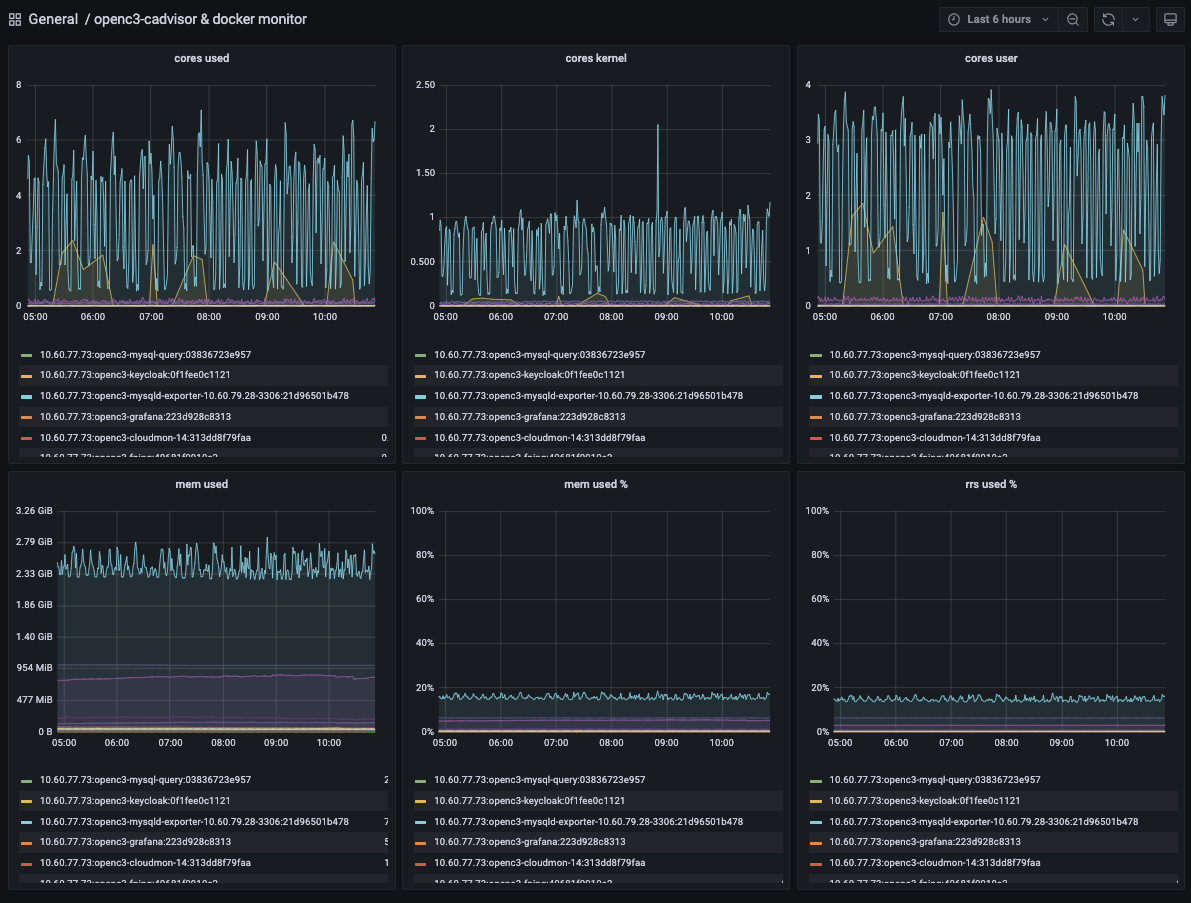 General / openc3-cadvisor & docker monitor
Last 6 hours
cores used
8
6
4
2
0
05:00 06:00 07:00 08:00 09:00 10:00
10.60.77.73:openc3-mysql-query:03836723e957
10.60.77.73:openc3-keycloak:0f1fee0c1121
10.60.77.73:openc3-mysqld-exporter-10.60.79.28-3306:21d96501b478
10.60.77.73:openc3-grafana:223d928c8313
10.60.77.73:openc3-cloudmon-14:313dd8f79faa 0.
cores kernel
2.50
2
1.50
1
0.500
0
05:00 06:00 07:00 08:00 09:00 10:00
10.60.77.73:openc3-mysql-query:03836723e957
10.60.77.73:openc3-keycloak:0f1fee0c1121
10.60.77.73:openc3-mysqld-exporter-10.60.79.28-3306:21d96501b478
10.60.77.73:openc3-grafana:223d928c8313
10.60.77.73:openc3-cloudmon-14:313dd8f79faa
cores user
4
3
2
1
0
05:00 06:00 07:00 08:00 09:00 10:00
10.60.77.73:openc3-mysql-query:03836723e957
10.60.77.73:openc3-keycloak:0f1fee0c1121
10.60.77.73:openc3-mysqld-exporter-10.60.79.28-3306:21d96501b478
10.60.77.73:openc3-grafana:223d928c8313
10.60.77.73:openc3-cloudmon-14:313dd8f79faa
mem used
3.26 GiB
2.79 GiB
2.33 GiB
1.86 GiB
1.40 GiB
954 MiB
477 MiB
0 B
05:00 06:00 07:00 08:00 09:00 10:00
10.60.77.73:openc3-mysql-query:03836723e957 2
10.60.77.73:openc3-keycloak:0f1fee0c1121
10.60.77.73:openc3-mysqld-exporter-10.60.79.28-3306:21d96501b478 7
10.60.77.73:openc3-grafana:223d928c8313 5
10.60.77.73:openc3-cloudmon-14:313dd8f79faa 1
mem used %
100%
80%
60%
40%
20%
0%
05:00 06:00 07:00 08:00 09:00 10:00
10.60.77.73:openc3-mysql-query:03836723e957
10.60.77.73:openc3-keycloak:0f1fee0c1121
10.60.77.73:openc3-mysqld-exporter-10.60.79.28-3306:21d96501b478
10.60.77.73:openc3-grafana:223d928c8313
10.60.77.73:openc3-cloudmon-14:313dd8f79faa
rrs used %
100%
80%
60%
40%
20%
0%
05:00 06:00 07:00 08:00 09:00 10:00
10.60.77.73:openc3-mysql-query:03836723e957
10.60.77.73:openc3-keycloak:0f1fee0c1121
10.60.77.73:openc3-mysqld-exporter-10.60.79.28-3306:21d96501b478
10.60.77.73:openc3-grafana:223d928c8313
10.60.77.73:openc3-cloudmon-14:313dd8f79faa